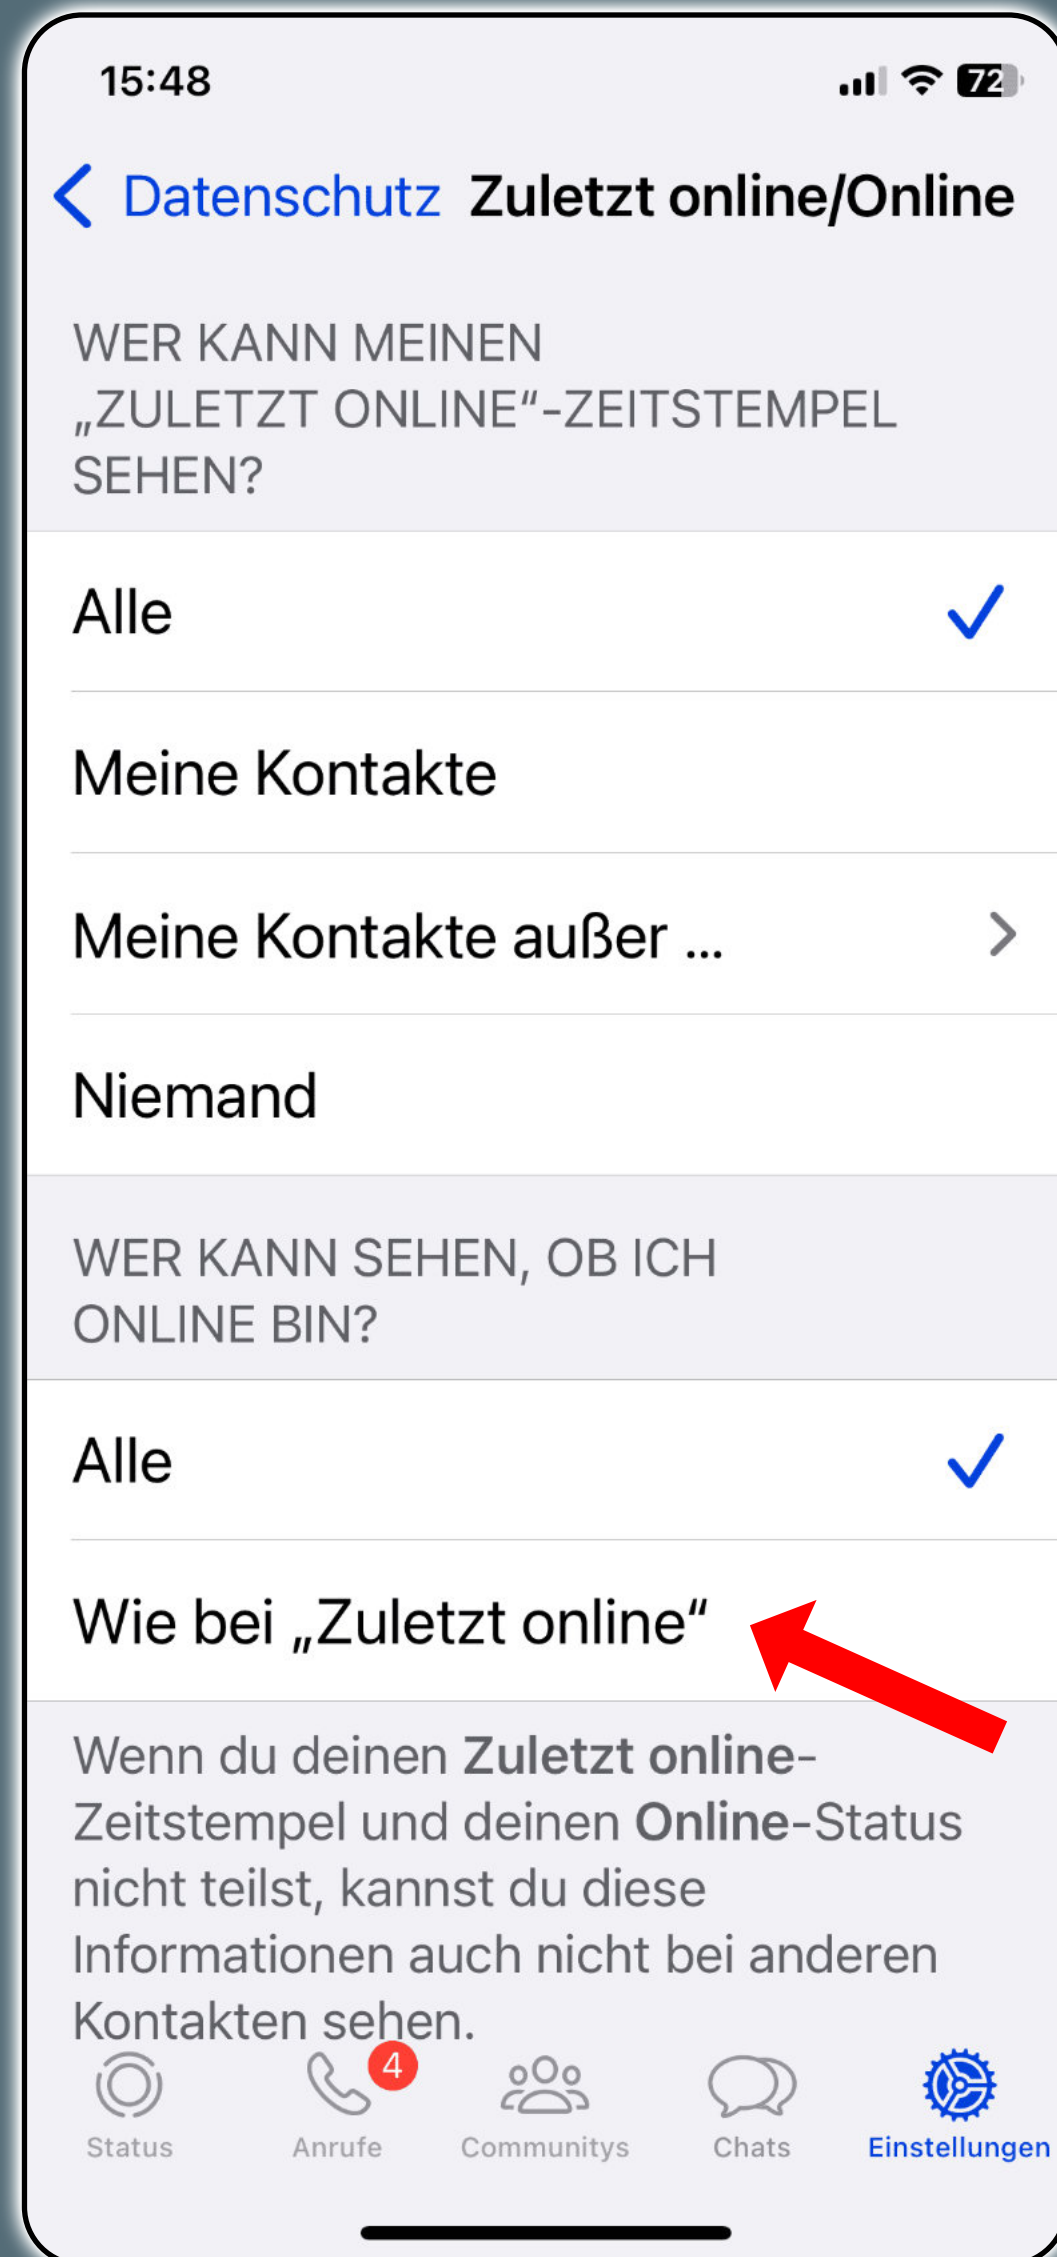 15:48
72
Datenschutz Zuletzt online/Online
WER KANN MEINEN
„ZULETZT ONLINE“-ZEITSTEMPEL
SEHEN?
Alle
Meine Kontakte
Meine Kontakte außer ...
Niemand
WER KANN SEHEN, OB ICH
ONLINE BIN?
Alle
Wie bei „Zuletzt online“
Wenn du deinen Zuletzt online-
Zeitstempel und deinen Online-Status
nicht teilst, kannst du diese
Informationen auch nicht bei anderen
Kontakten sehen.
4
Status Anrufe Communitys Chats Einstellungen